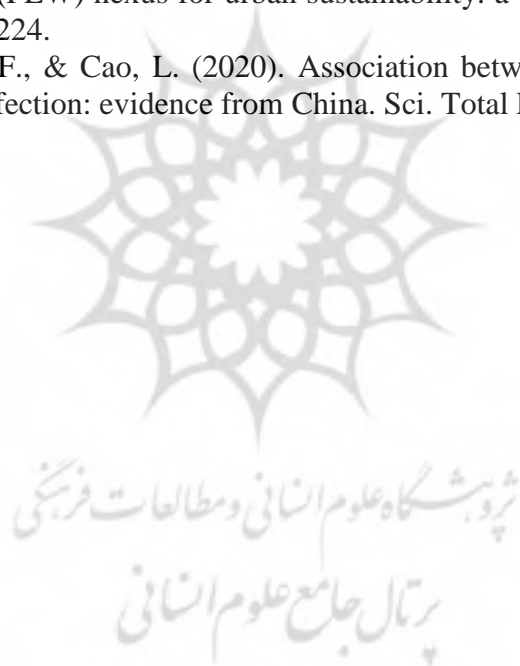 (FEW) nexus for urban sustainability: a
224.
F., & Cao, L. (2020). Association betw
fection: evidence from China. Sci. Total
پژوهشگاه علوم انسانی و مطالعات فرهنگی
پرتال جامع علوم انسانی